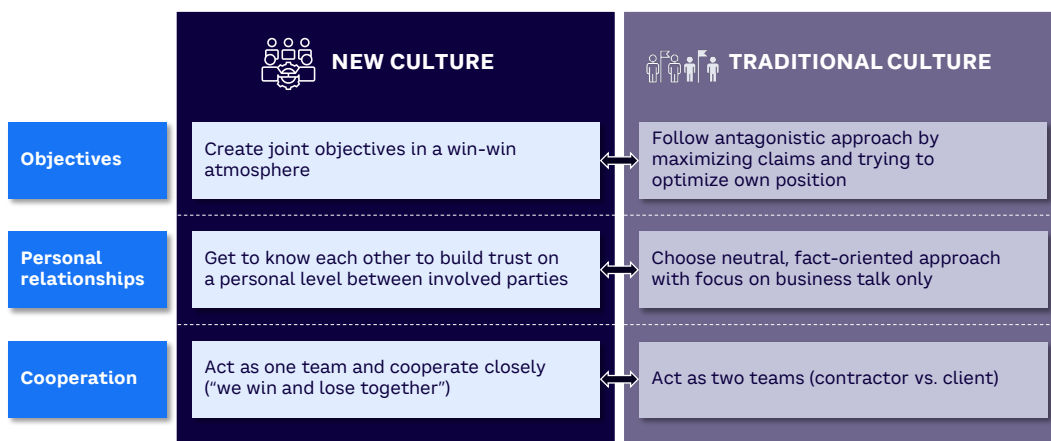 NEW CULTURE
TRADITIONAL CULTURE
Objectives
Create joint objectives in a win-win
atmosphere
Follow antagonistic approach by
maximizing claims and trying to
optimize own position
Personal
relationships
Get to know each other to build trust on
a personal level between involved parties
Choose neutral, fact-oriented approach
with focus on business talk only
Cooperation
Act as one team and cooperate closely
(“we win and lose together”)
Act as two teams (contractor vs. client)